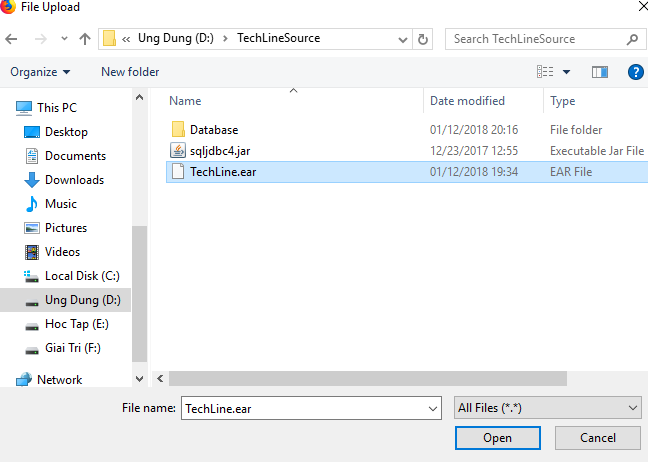 File Upload
« Ung Dung (D:) > TechLineSource
Search TechLineSource
Organize
New folder
?
This PC
Desktop
Documents
Downloads
Music
Pictures
Videos
Local Disk (C:)
Ung Dung (D:)
Hoc Tap (E:)
Giai Tri (F:)
Network
Name Date modified Type
Database 01/12/2018 20:16 File folder
sqljdbc4.jar 12/23/2017 12:55 Executable Jar File
TechLine.ear 01/12/2018 19:34 EAR File
File name: TechLine.ear
All Files (*.*)
Open
Cancel